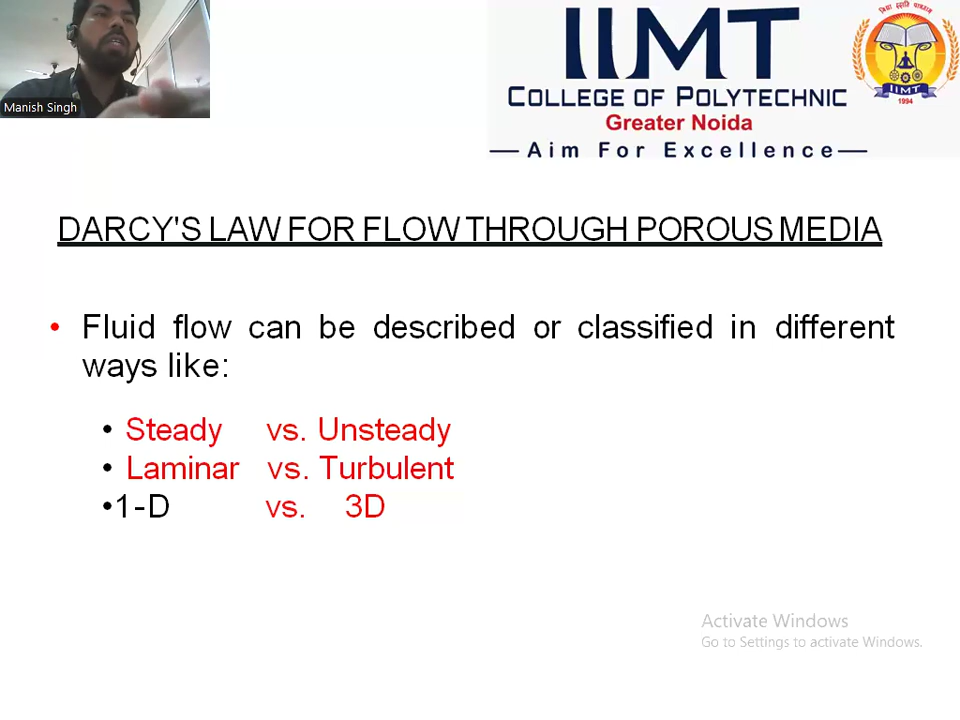 Manish Singh
IIMT
COLLEGE OF POLYTECHNIC
Greater Noida
— Aim For Excellence —
IIMT
1994
DARCY'S LAW FOR FLOW THROUGH POROUS MEDIA
• Fluid flow can be described or classified in different
ways like:
• Steady vs. Unsteady
• Laminar vs. Turbulent
•1-D vs. 3D
Activate Windows
Go to Settings to activate Windows.